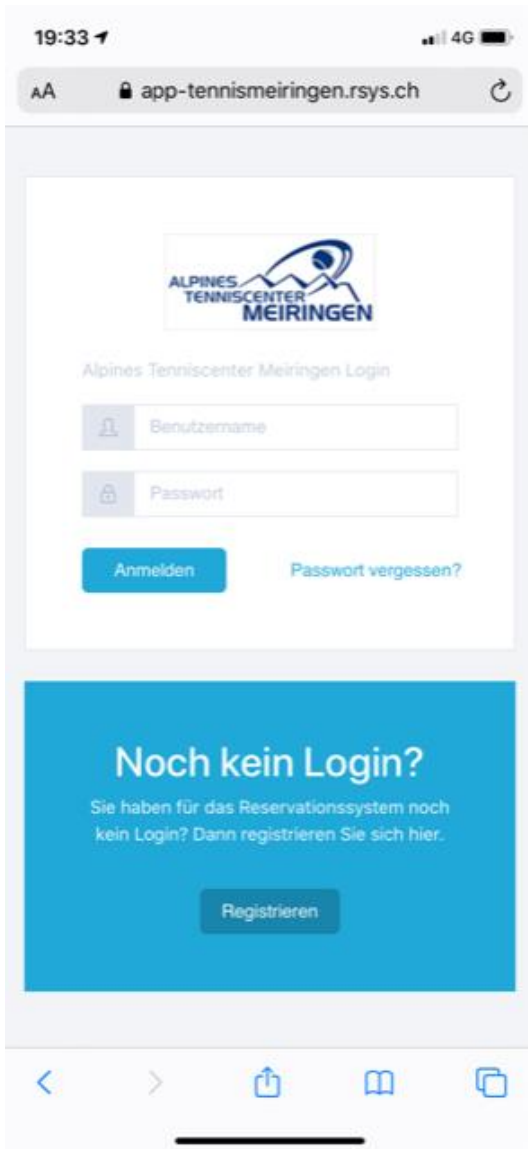 19:33
4G
AA
app-tennismeiringen.rsys.ch
ALPINES
TENNISCENTER
MEIRINGEN
Alpines Tenniscenter Meiringen Login
Benutzername
Passwort
Anmelden
Passwort vergessen?
Noch kein Login?
Sie haben für das Reservationssystem noch
kein Login? Dann registrieren Sie sich hier.
Registrieren